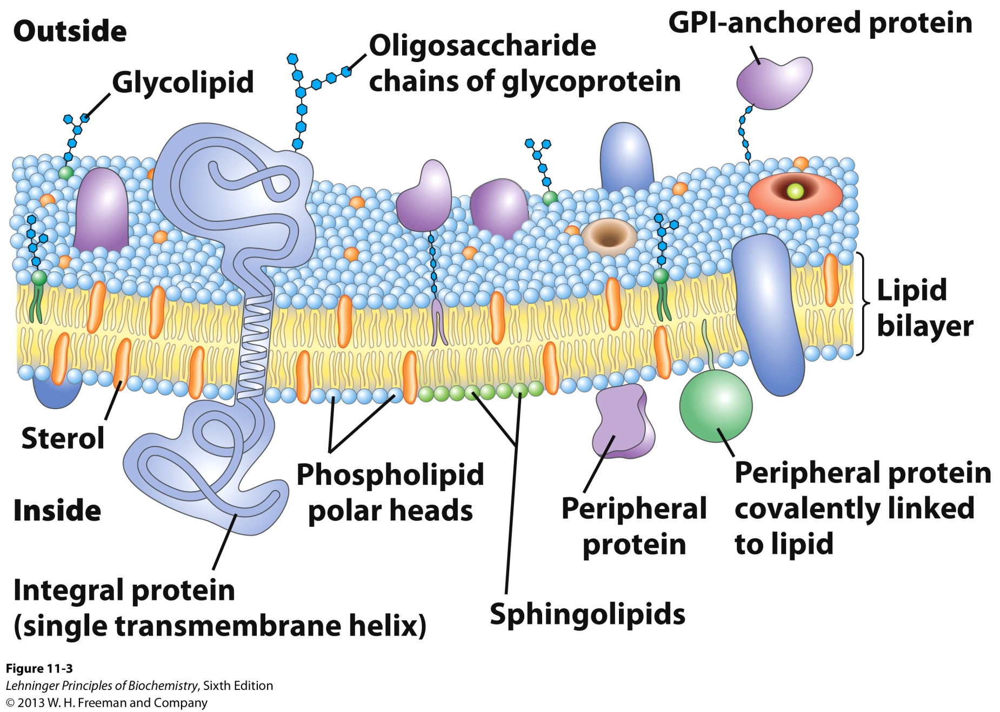 Outside
Glycolipid
Oligosaccharide
chains of glycoprotein
GPI-anchored protein
Lipid
bilayer
Sterol
Inside
Phospholipid
polar heads
Peripheral
protein
Peripheral protein
covalently linked
to lipid
Integral protein
(single transmembrane helix)
Sphingolipids
Figure 11-3
Lehninger Principles of Biochemistry, Sixth Edition
© 2013 W. H. Freeman and Company